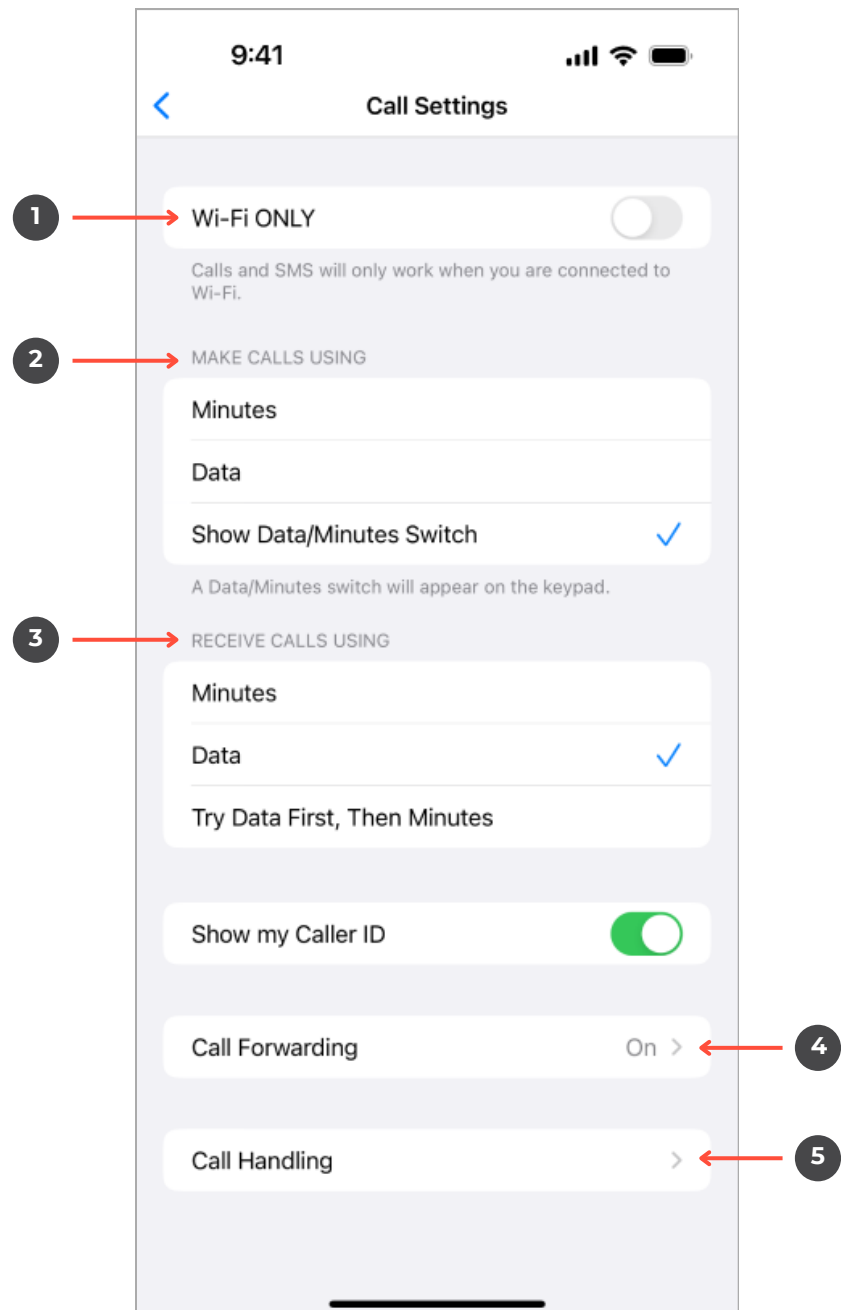 9:41
Call Settings
1
Wi-Fi ONLY
Calls and SMS will only work when you are connected to
Wi-Fi.
2
MAKE CALLS USING
Minutes
Data
Show Data/Minutes Switch
A Data/Minutes switch will appear on the keypad.
3
RECEIVE CALLS USING
Minutes
Data
Try Data First, Then Minutes
Show my Caller ID
Call Forwarding On
4
Call Handling
5